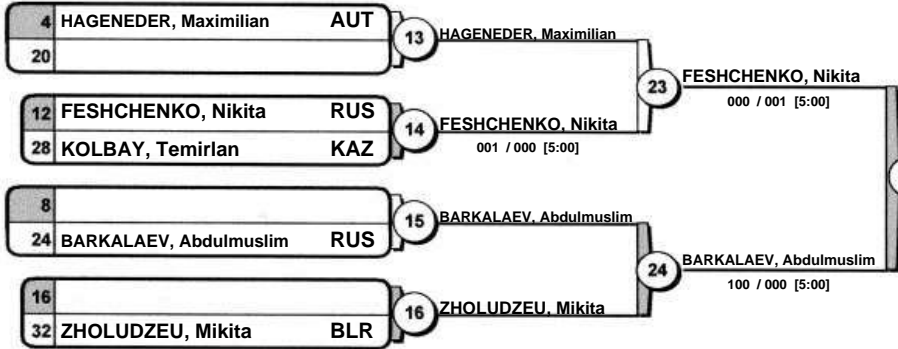 4 HAGENEDER, Maximilian AUT
20
13 HAGENEDER, Maximilian
12 FESHCHENKO, Nikita RUS
28 KOLBAY, Temirlan KAZ
14 FESHCHENKO, Nikita
001 / 000 [5:00]
23 FESHCHENKO, Nikita
000 / 001 [5:00]
8
24 BARKALAEV, Abdulmuslim RUS
15 BARKALAEV, Abdulmuslim
16
32 ZHOLUDZEU, Mikita BLR
16 ZHOLUDZEU, Mikita
24 BARKALAEV, Abdulmuslim
100 / 000 [5:00]